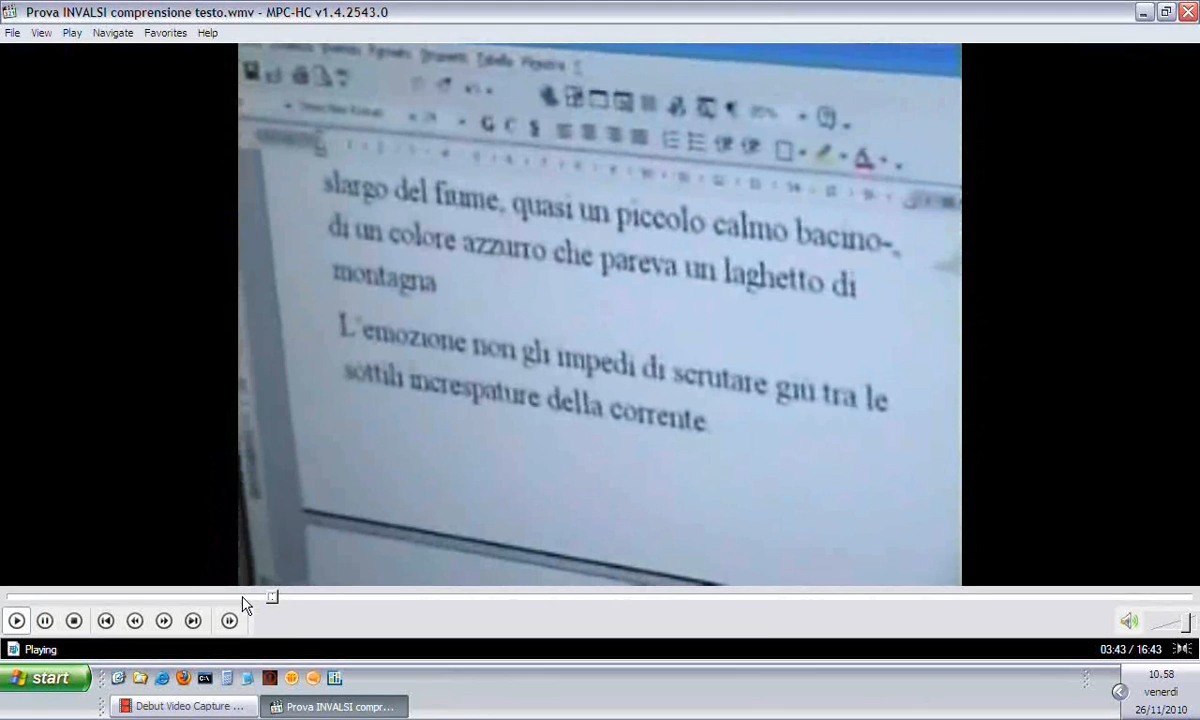 Prova INVALSI comprensione testo.wmv - MPC-HC v1.4.2543.0
File View Play Navigate Favorites Help
Tabella Finestra ?
G C S
slargo del fiume, quasi un piccolo calmo bacino-,
di un colore azzurro che pareva un laghetto di
montagna
L'emozione non gli impedì di scrutare giù tra le
sottili increspature della corrente
Playing
03:43 / 16:43
start
10.58
Debut Video Capture ...
Prova INVALSI compr...
venerdì
26/11/2010